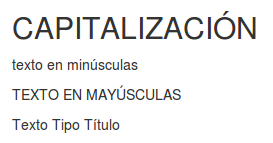 CAPITALIZACIÓN
texto en minúsculas
TEXTO EN MAYÚSCULAS
Texto Tipo Título